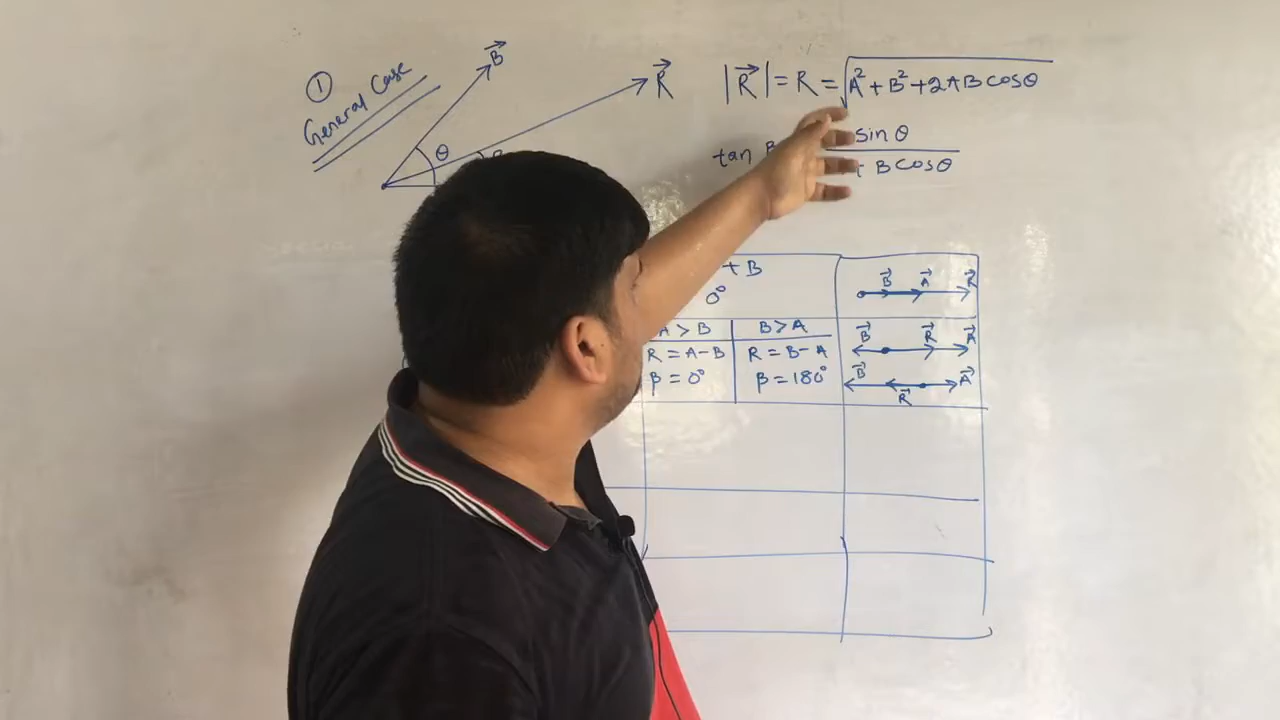 ①
General Case
B⃗
R⃗
θ
|R⃗| = R = √A² + B² + 2AB cosθ
tan β
sin θ
+ B cosθ
+ B
0°
B⃗ A⃗ R⃗
A > B B > A
R = A - B R = B - A
β = 0° β = 180°
B⃗ R⃗ A⃗
B⃗ A⃗
R⃗